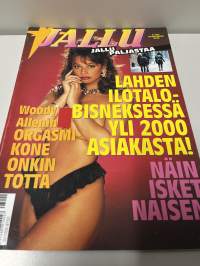 JALLU
JALLU
PALJASTAA
LAHDEN
ILOTALO-
BISNEKSESSÄ
YLI 2000
ASIAKASTA!
Woody
Allenin
ORGASMI-
KONE
ONKIN
TOTTA
NÄIN
ISKET
NAISEN